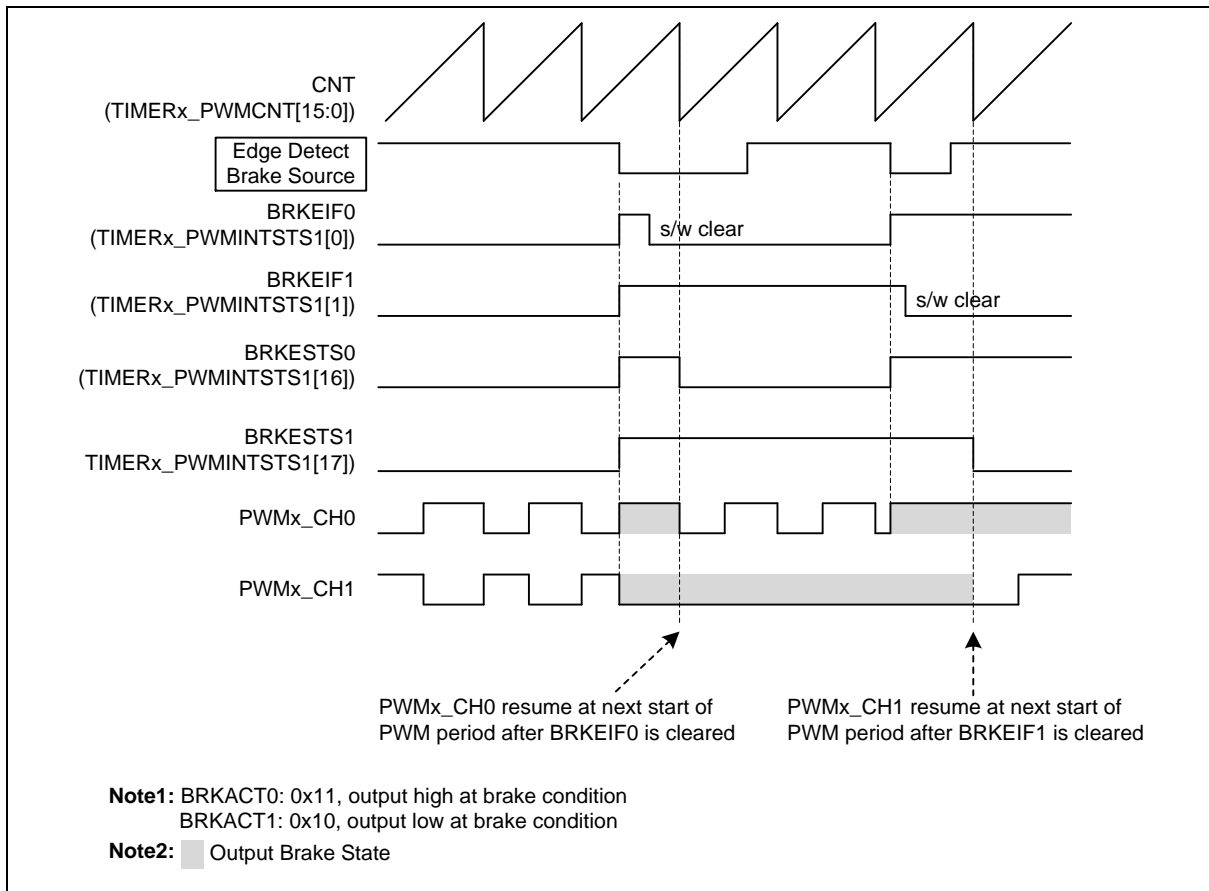 CNT
(TIMERx_PWMCNT[15:0])
Edge Detect
Brake Source
BRKEIF0
(TIMERx_PWMINTSTS1[0])
s/w clear
BRKEIF1
(TIMERx_PWMINTSTS1[1])
s/w clear
BRKESTS0
(TIMERx_PWMINTSTS1[16])
BRKESTS1
TIMERx_PWMINTSTS1[17])
PWMx_CH0
PWMx_CH1
PWMx_CH0 resume at next start of
PWM period after BRKEIF0 is cleared
PWMx_CH1 resume at next start of
PWM period after BRKEIF1 is cleared
Note1: BRKACT0: 0x11, output high at brake condition
BRKACT1: 0x10, output low at brake condition
Note2: Output Brake State